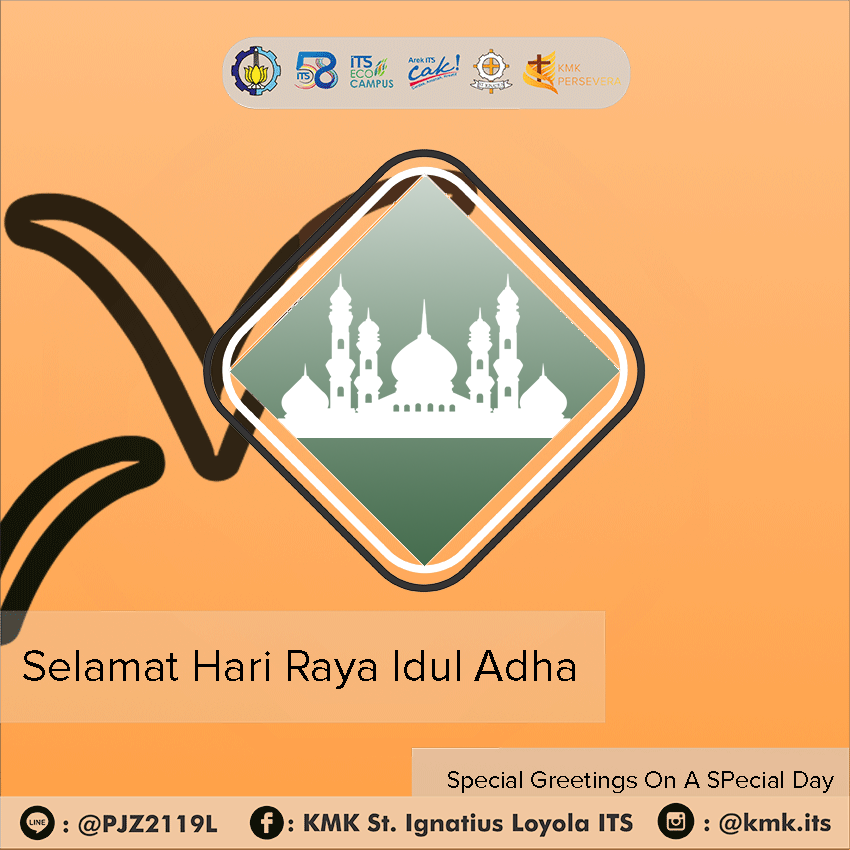 ITS
58
ITS
ECO
CAMPUS
Arek ITS
cak!
KMK
PERSEVERA
Selamat Hari Raya Idul Adha
Special Greetings On A SPecial Day
LINE : @PJZ2119L
f : KMK St. Ignatius Loyola ITS
: @kmk.its